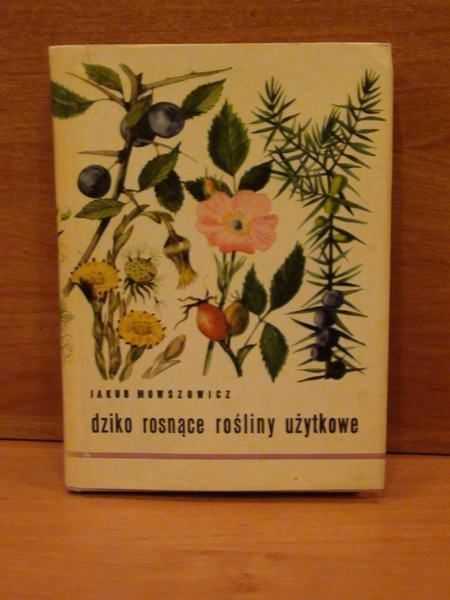 JAKUB MOWSZOWICZ
dziko rosnące rośliny użytkowe